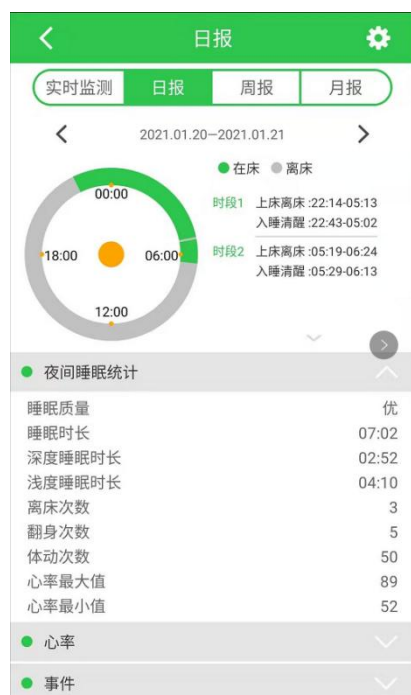 日报
实时监测 日报 周报 月报
2021.01.20—2021.01.21
在床 离床
00:00
18:00 06:00
12:00
时段1 上床离床:22:14-05:13
入睡清醒:22:43-05:02
时段2 上床离床:05:19-06:24
入睡清醒:05:29-06:13
夜间睡眠统计
睡眠质量 优
睡眠时长 07:02
深度睡眠时长 02:52
浅度睡眠时长 04:10
离床次数 3
翻身次数 5
体动次数 50
心率最大值 89
心率最小值 52
心率
事件